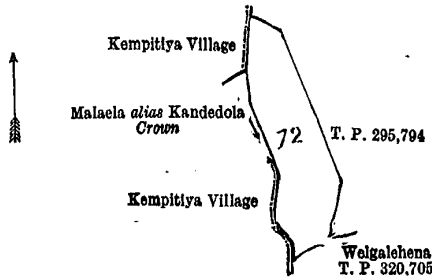 Kempitiya Village
Malaela alias Kandedola
Crown
72
T. P. 295,794
Kempitiya Village
Welgalehena
T. P. 320,705